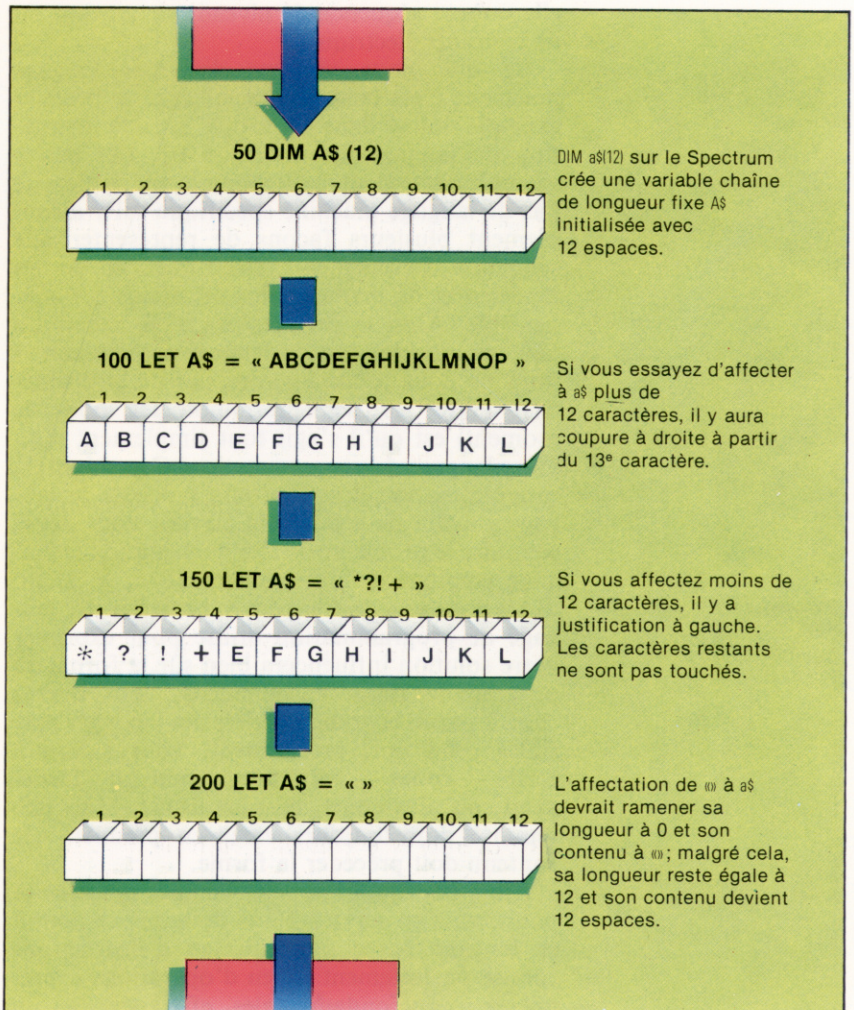 50 DIM A$ (12)
1 2 3 4 5 6 7 8 9 10 11 12
DIM a$(12) sur le Spectrum
crée une variable chaîne
de longueur fixe A$
initialisée avec
12 espaces.
100 LET A$ = « ABCDEFGHIJKLMNOP »
1 2 3 4 5 6 7 8 9 10 11 12
A B C D E F G H I J K L
Si vous essayez d'affecter
à a$ plus de
12 caractères, il y aura
coupure à droite à partir
du 13e caractère.
150 LET A$ = « *?! + »
1 2 3 4 5 6 7 8 9 10 11 12
* ? ! + E F G H I J K L
Si vous affectez moins de
12 caractères, il y a
justification à gauche.
Les caractères restants
ne sont pas touchés.
200 LET A$ = « »
1 2 3 4 5 6 7 8 9 10 11 12
L'affectation de «» à a$
devrait ramener sa
longueur à 0 et son
contenu à «» ; malgré cela,
sa longueur reste égale à
12 et son contenu devient
12 espaces.